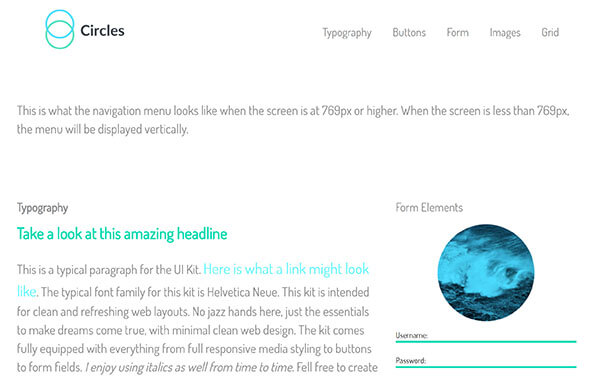 Circles
Typography Buttons Form Images Grid
This is what the navigation menu looks like when the screen is at 769px or higher. When the screen is less than 769px,
the menu will be displayed vertically.
Typography
Take a look at this amazing headline
This is a typical paragraph for the UI Kit. Here is what a link might look
like. The typical font family for this kit is Helvetica Neue. This kit is intended
for clean and refreshing web layouts. No jazz hands here, just the essentials
to make dreams come true, with minimal clean web design. The kit comes
fully equipped with everything from full responsive media styling to buttons
to form fields. I enjoy using italics as well from time to time. Fell free to create
Form Elements
Username:
Password: